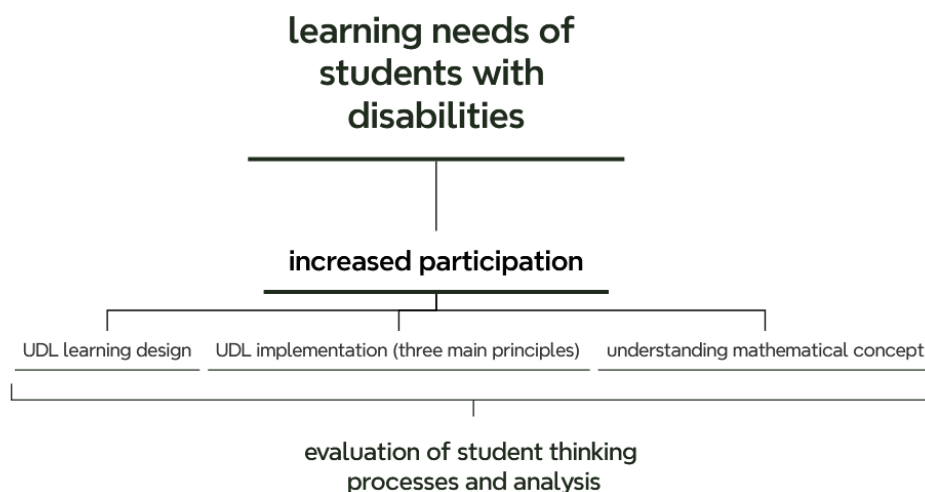 learning needs of
students with
disabilities
increased participation
UDL learning design
UDL implementation (three main principles)
understanding mathematical concept
evaluation of student thinking
processes and analysis